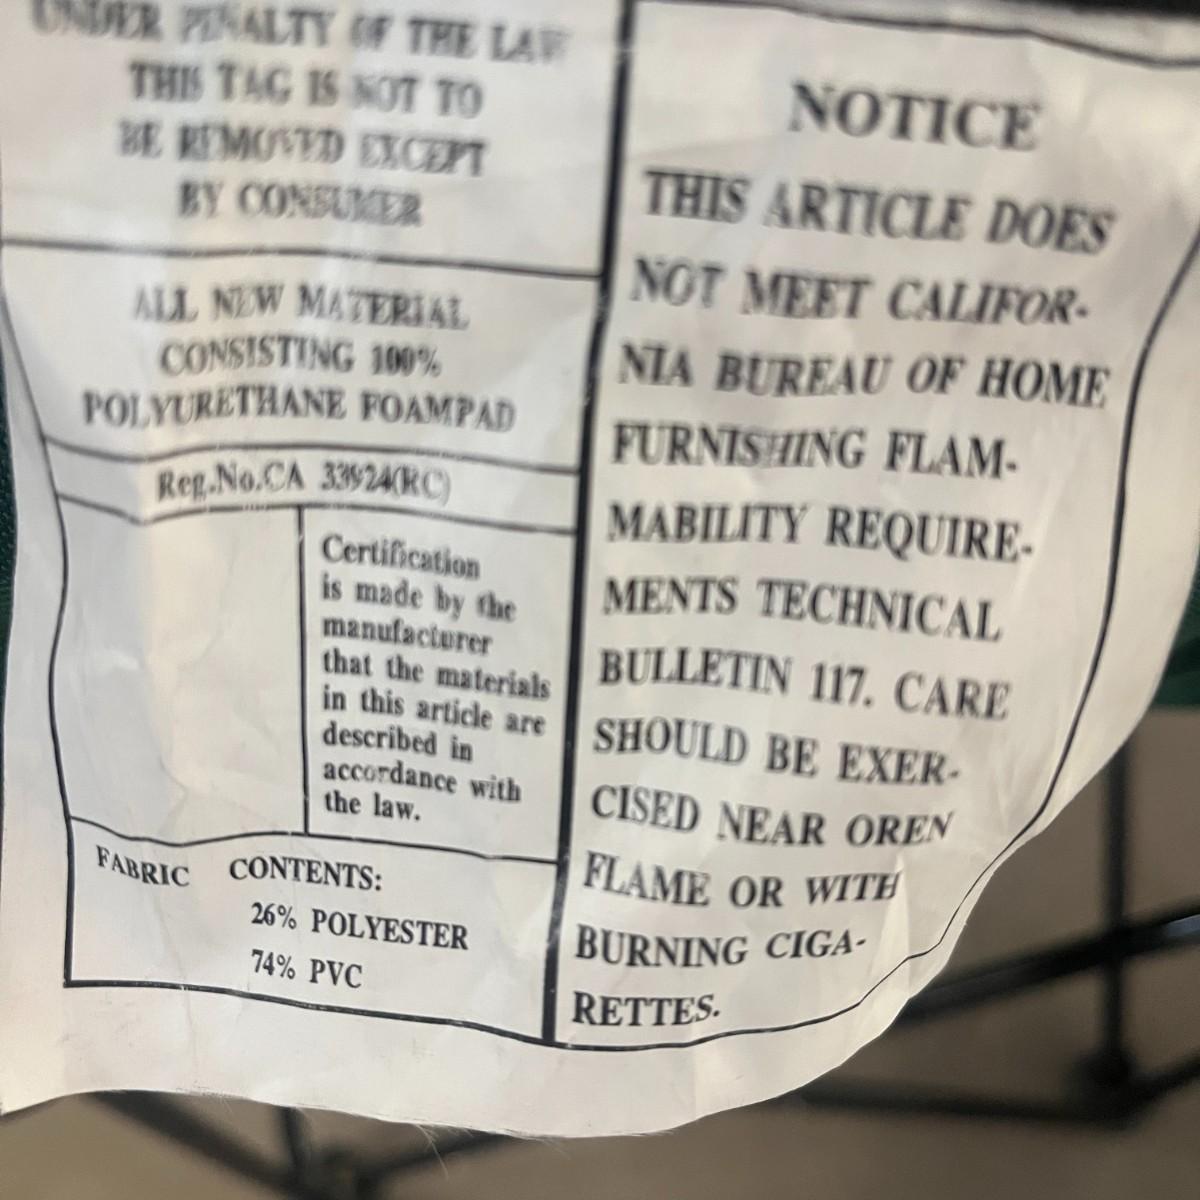 UNDER PENALTY OF THE LAW
THIS TAG IS NOT TO
BE REMOVED EXCEPT
BY CONSUMER
ALL NEW MATERIAL
CONSISTING 100%
POLYURETHANE FOAMPAD
Reg.No.CA 33924(RC)
Certification
is made by the
manufacturer
that the materials
in this article are
described in
accordance with
the law.
FABRIC CONTENTS:
26% POLYESTER
74% PVC
NOTICE
THIS ARTICLE DOES
NOT MEET CALIFOR-
NIA BUREAU OF HOME
FURNISHING FLAM-
MABILITY REQUIRE-
MENTS TECHNICAL
BULLETIN 117. CARE
SHOULD BE EXER-
CISED NEAR OREN
FLAME OR WITH
BURNING CIGA-
RETTES.